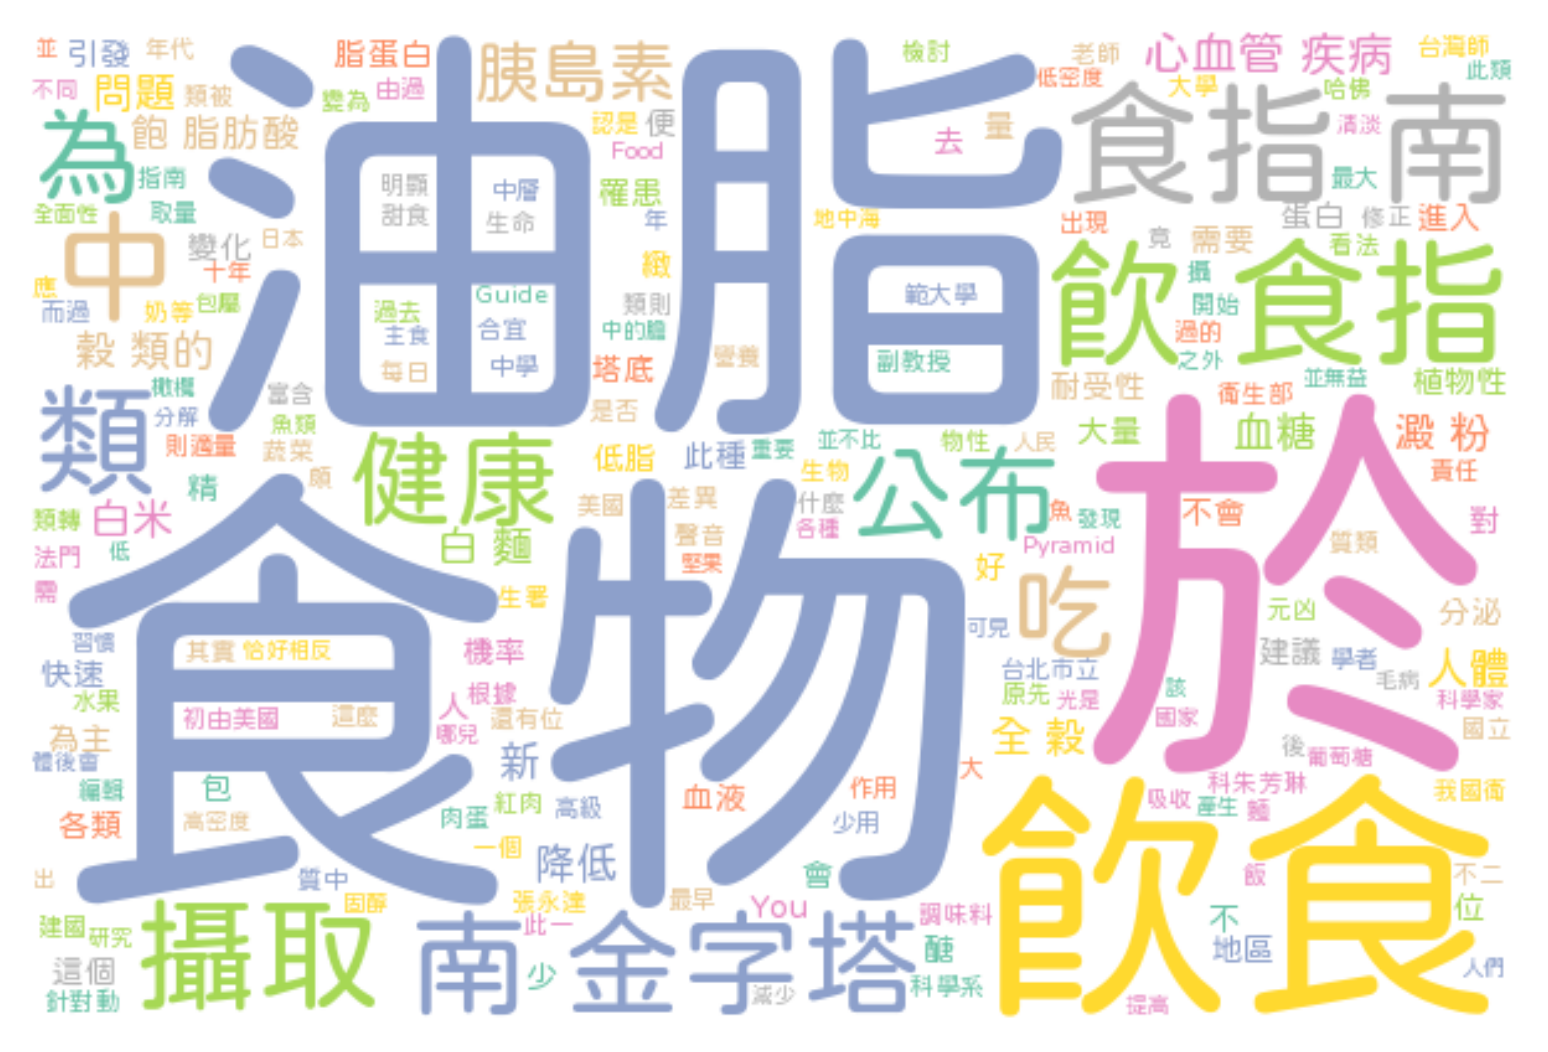 並 引發 年代
脂蛋白
胰島素
檢討
老師
心血管 疾病
台灣師
此類
不同 問題 類被
變為 由過
油脂
低密度
大學
哈佛
食指 南
為
飽 脂肪酸
認是 便
Food
去 量
清淡
指南
明顯
中層
罹患
最大
全面性 取量
甜食
生命
年
地中海
出現
蛋白 修正 進入
中
變化 日本
十年
緻
竟 需要
看法
飲 食指
應
而過 奶等 包屬
過去
Guide
類則
範大學
攝
開始
主食 合宜
中的膽
過的
穀 類的
每日
中學
塔底
營養
副教授
之外
並無益
耐受性
植物性
類
橄欖
富含
衛生部
分解
魚類
是否
則適量
蔬菜
健康
低脂 此種 重要
並不比
生物
物性 人民
大量
血糖
澱 粉
責任
精
頗
美國 差異
什麼
公布
魚 發現
於
不會
對
類轉 白米
白 麵
聲音
各種
Pyramid
質類
法門 低
堅果
好
吃
需
食物
生署
可見
元凶
分泌
習慣
其實 恰好相反
機率
台北市立
建議 學者 人體
快速
毛病
水果
初由美國
這麼
人 根據
還有位
哪兒
原先 光是
該
國家
科學家
為主
新
全 穀
後
葡萄糖
國立
體後會
編輯
包
紅肉 高級
血液
作用
大
科朱芳琳
吸收 產生 麵
我國衛
各類
高密度
肉蛋
少用
一個
飲食
出
質中
降低
會
飯
不二
固醇
張永達
最早
You
調味料
不
位
建國 研究
攝取
南 金字塔
此一
醣
地區
這個
少
人們
針對動
減少
科學系
提高